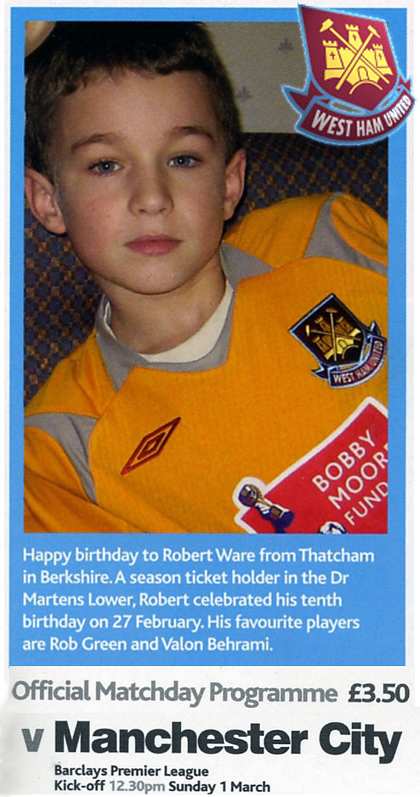 WEST HAM UNITED
WEST HAM UNITED
BOBBY
MOORE
FUND
Happy birthday to Robert Ware from Thatcham
in Berkshire. A season ticket holder in the Dr
Martens Lower, Robert celebrated his tenth
birthday on 27 February. His favourite players
are Rob Green and Valon Behrami.
Official Matchday Programme £3.50
v Manchester City
Barclays Premier League
Kick-off 12.30pm Sunday 1 March